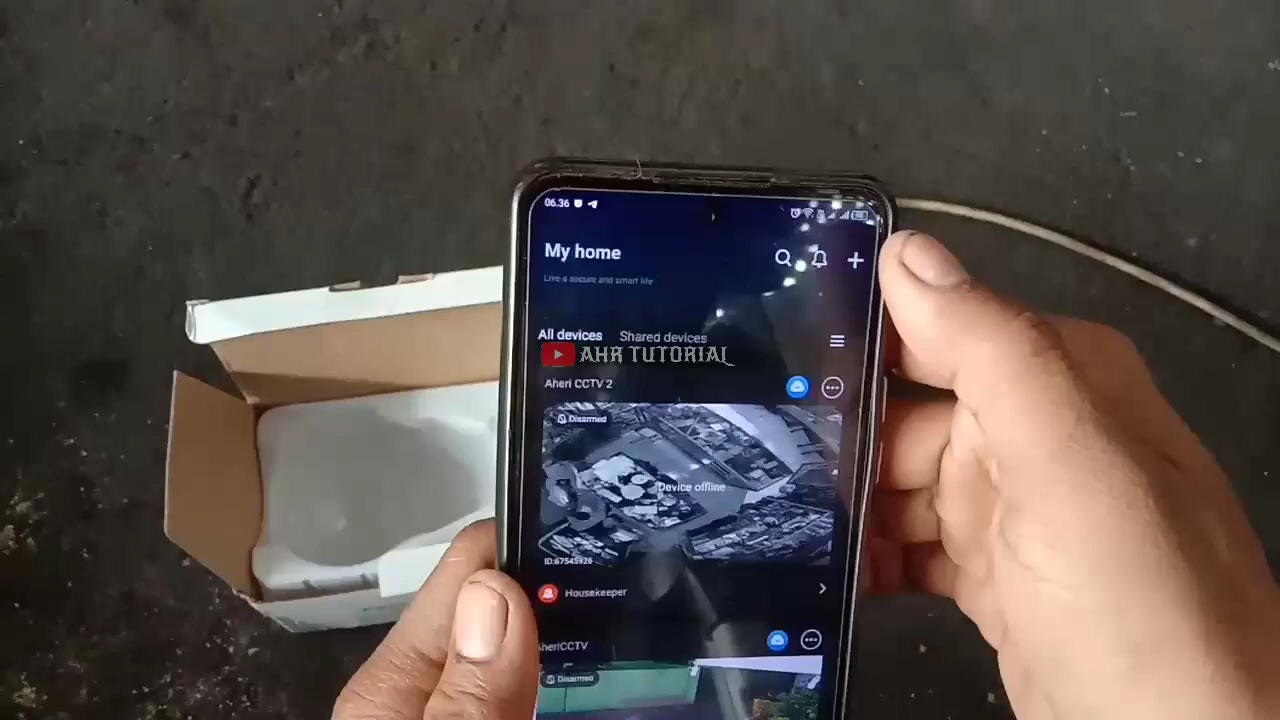 06.36
My home
Live a secure and smart life
All devices Shared devices
AHR TUTORIAL
Aheri CCTV 2
Disarmed
Device offline
ID:67545926
Housekeeper
AheriCCTV
Disarmed